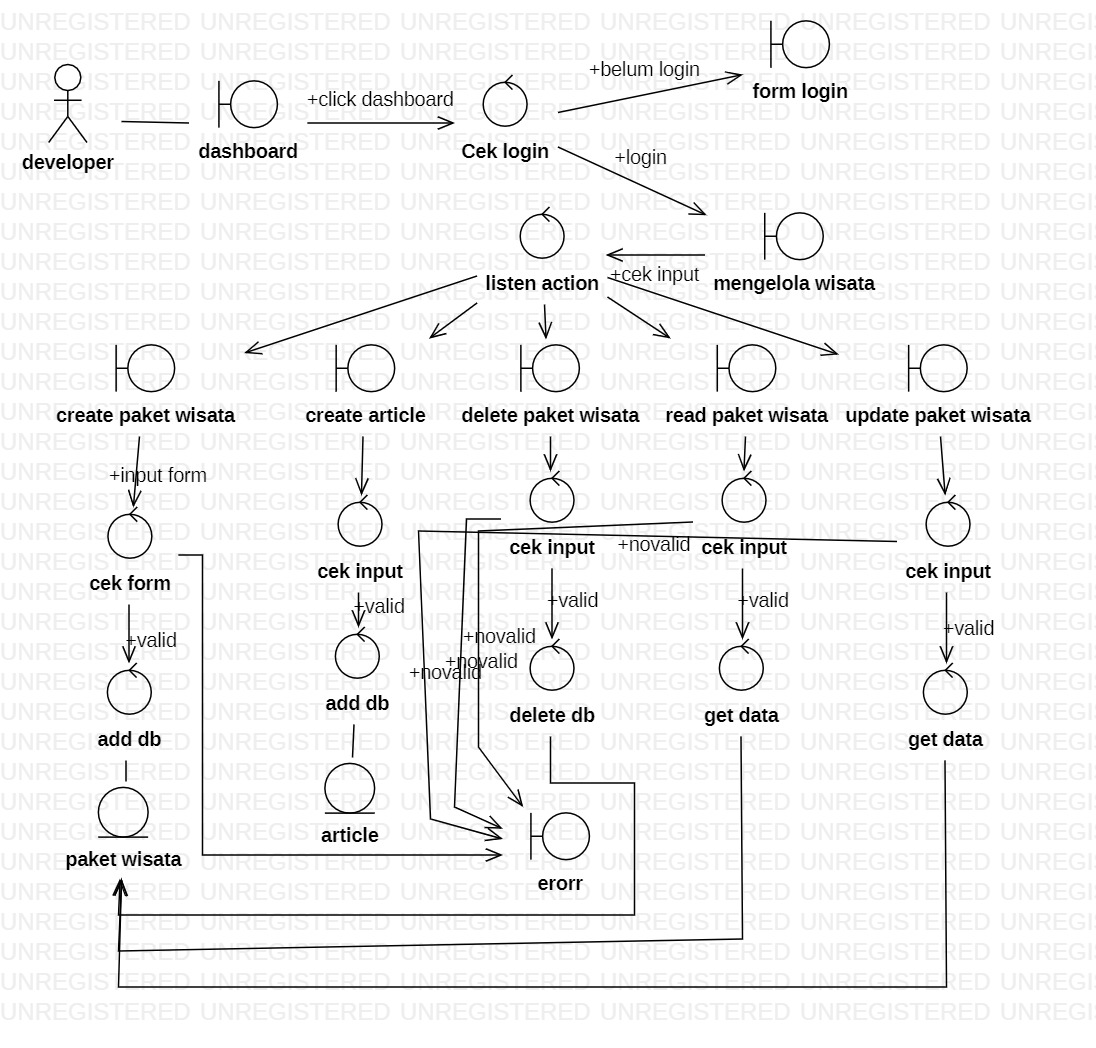 +belum login
form login
+click dashboard
developer
dashboard
Cek login
+login
listen action
+cek input
mengelola wisata
create paket wisata
create article
delete paket wisata
read paket wisata
update paket wisata
+input form
cek form
cek input
cek input
+novalid
cek input
cek input
+valid
+valid
+valid
+valid
+valid
+novalid
+novalid
+novalid
add db
add db
delete db
get data
get data
paket wisata
article
erorr
UNREGISTERED